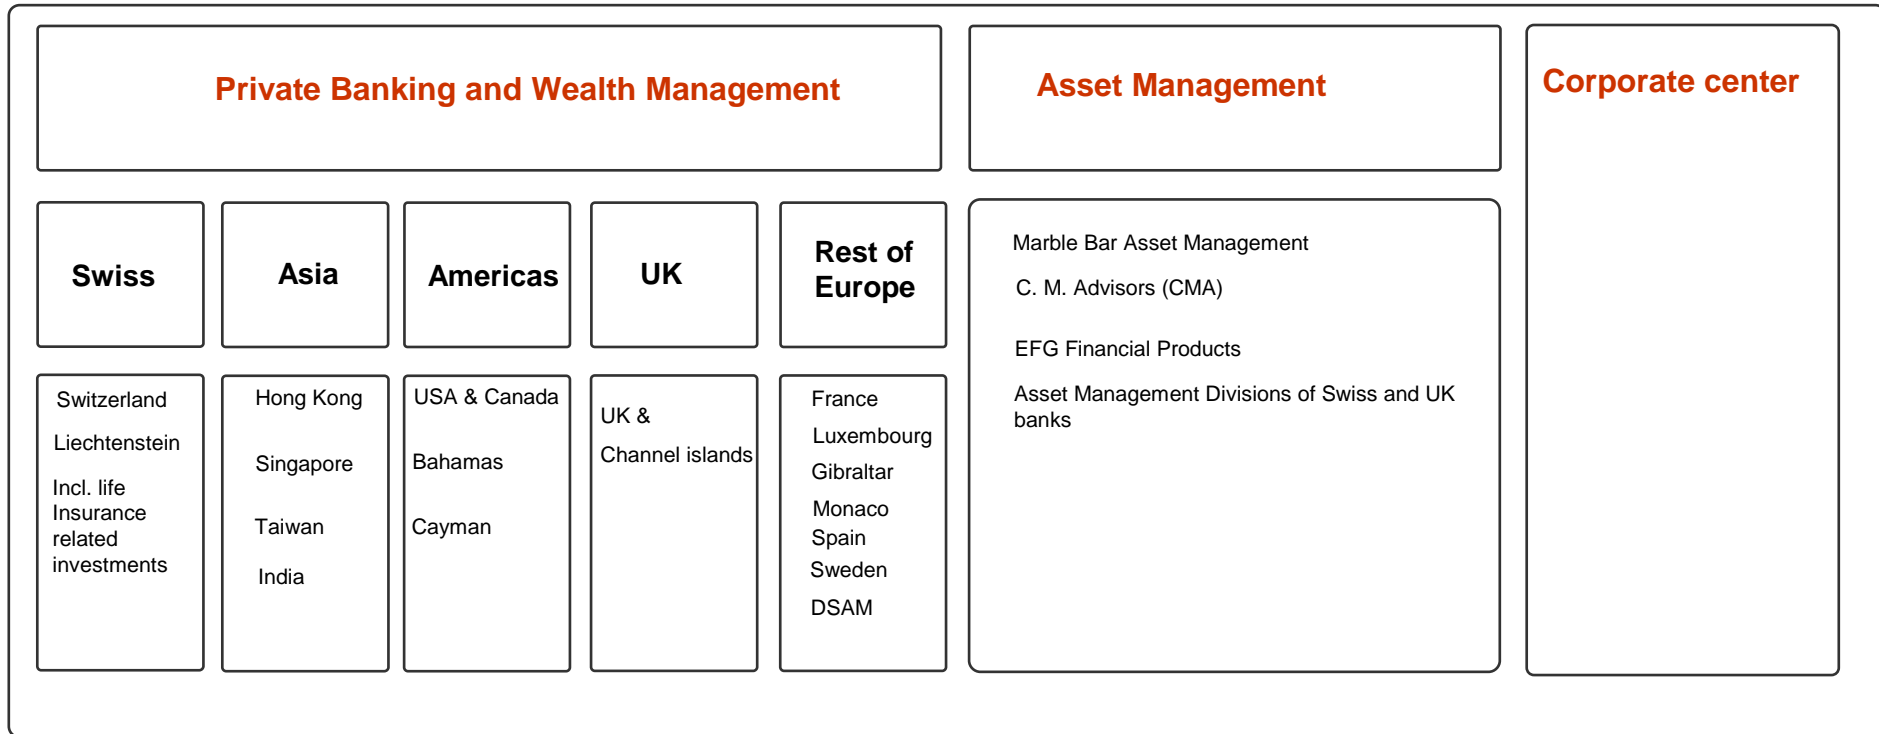 Private Banking and Wealth Management
Asset Management
Corporate center
Swiss
Asia
Americas
UK
Rest of
Europe
Switzerland
Liechtenstein
Incl. life
Insurance
related
investments
Hong Kong
Singapore
Taiwan
India
USA & Canada
Bahamas
Cayman
UK &
Channel islands
France
Luxembourg
Gibraltar
Monaco
Spain
Sweden
DSAM
Marble Bar Asset Management
C. M. Advisors (CMA)
EFG Financial Products
Asset Management Divisions of Swiss and UK
banks